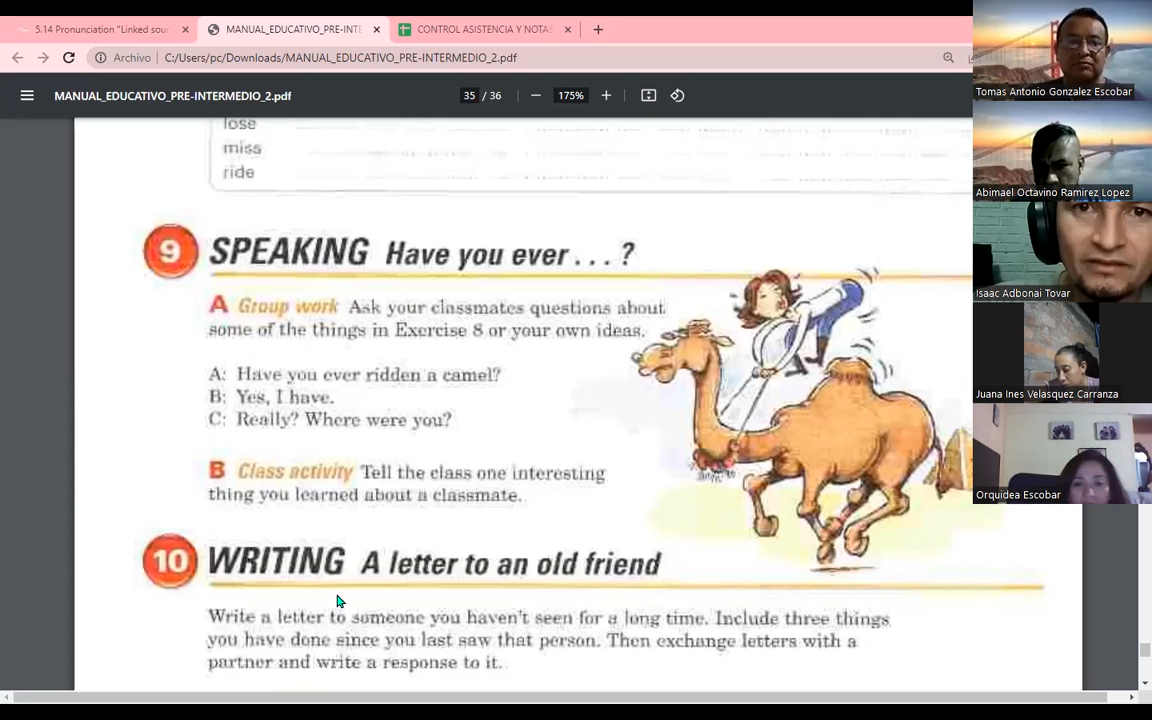 5.14 Pronunciation "Linked sour
MANUAL_EDUCATIVO_PRE-INTE
CONTROL ASISTENCIA Y NOTAS
Archivo
C:/Users/pc/Downloads/MANUAL_EDUCATIVO_PRE-INTERMEDIO_2.pdf
MANUAL_EDUCATIVO_PRE-INTERMEDIO_2.pdf
35 / 36
175%
lose
miss
ride
9 SPEAKING Have you ever . . . ?
A Group work Ask your classmates questions about
some of the things in Exercise 8 or your own ideas.
A: Have you ever ridden a camel?
B: Yes, I have.
C: Really? Where were you?
B Class activity Tell the class one interesting
thing you learned about a classmate.
10 WRITING A letter to an old friend
Write a letter to someone you haven't seen for a long time. Include three things
you have done since you last saw that person. Then exchange letters with a
partner and write a response to it.
Tomas Antonio Gonzalez Escobar
Abimael Octavino Ramirez Lopez
Isaac Adbonai Tovar
Juana Ines Velasquez Carranza
Orquidea Escobar